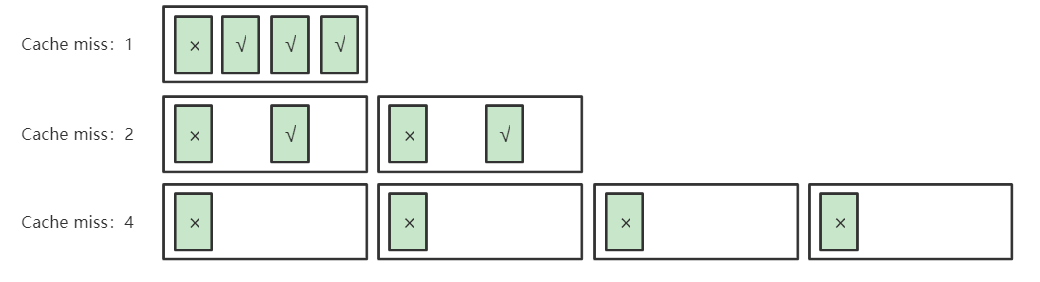 Cache miss：1 × √ √ √
Cache miss：2 × √ × √
Cache miss：4 × × × ×